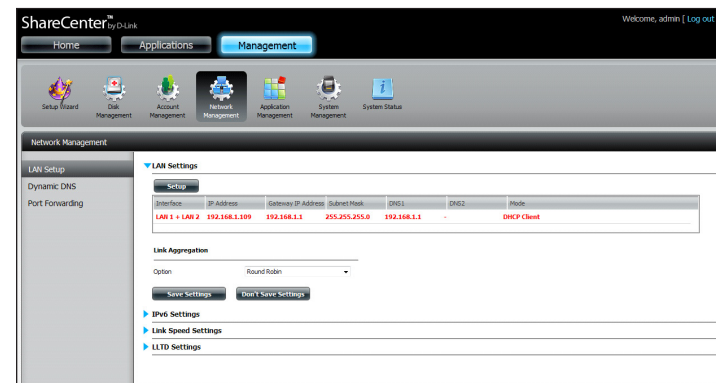 ShareCenter™ by D-Link
Welcome, admin [ Log out
Home Applications Management
Setup Wizard Disk Management Account Management Network Management Application Management System Management System Status
Network Management
LAN Setup
Dynamic DNS
Port Forwarding
LAN Settings
Setup
Interface IP Address Gateway IP Address Subnet Mask DNS1 DNS2 Mode
LAN 1 + LAN 2 192.168.1.109 192.168.1.1 255.255.255.0 192.168.1.1 - DHCP Client
Link Aggregation
Option Round Robin
Save Settings Don't Save Settings
IPv6 Settings
Link Speed Settings
LLTD Settings